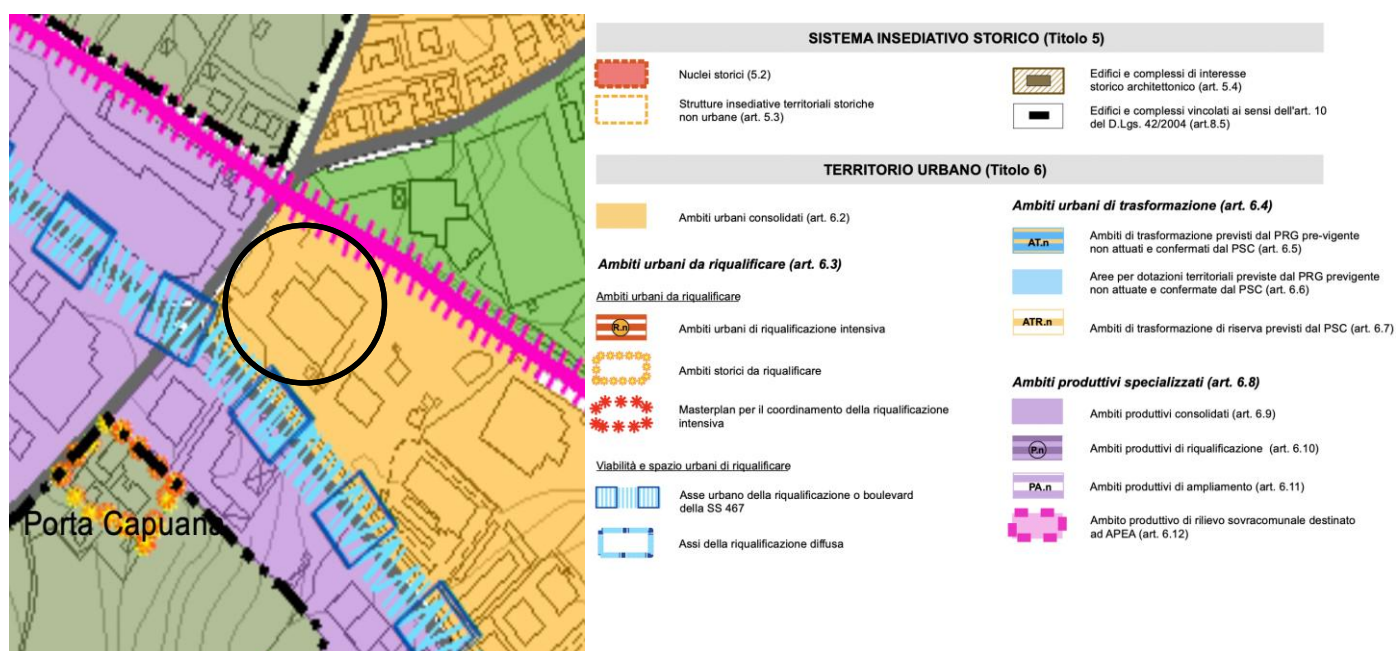 Porta Capuana
SISTEMA INSEDIATIVO STORICO (Titolo 5)
Nuclei storici (5.2)
Strutture insediative territoriali storiche
non urbane (art. 5.3)
Edifici e complessi di interesse
storico architettonico (art. 5.4)
Edifici e complessi vincolati ai sensi dell'art. 10
del D.Lgs. 42/2004 (art.8.5)
TERRITORIO URBANO (Titolo 6)
Ambiti urbani consolidati (art. 6.2)
Ambiti urbani da riqualificare (art. 6.3)
Ambiti urbani da riqualificare
R.n
Ambiti urbani di riqualificazione intensiva
Ambiti storici da riqualificare
Masterplan per il coordinamento della riqualificazione
intensiva
Viabilità e spazio urbani di riqualificare
Asse urbano della riqualificazione o boulevard
della SS 467
Assi della riqualificazione diffusa
Ambiti urbani di trasformazione (art. 6.4)
AT.n
Ambiti di trasformazione previsti dal PRG pre-vigente
non attuati e confermati dal PSC (art. 6.5)
Aree per dotazioni territoriali previste dal PRG previgente
non attuate e confermate dal PSC (art. 6.6)
ATR.n
Ambiti di trasformazione di riserva previsti dal PSC (art. 6.7)
Ambiti produttivi specializzati (art. 6.8)
Ambiti produttivi consolidati (art. 6.9)
P.n
Ambiti produttivi di riqualificazione (art. 6.10)
PA.n
Ambiti produttivi di ampliamento (art. 6.11)
Ambito produttivo di rilievo sovracomunale destinato
ad APEA (art. 6.12)